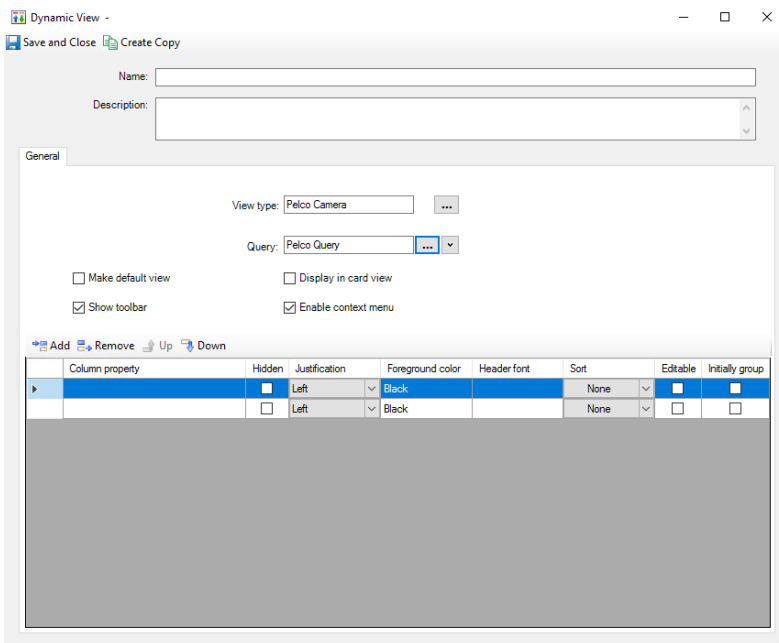 Dynamic View -
Save and Close Create Copy
Name:
Description:
General
View type: Pelco Camera ...
Query: Pelco Query ...
Make default view Display in card view
Show toolbar Enable context menu
Add Remove Up Down
Column property Hidden Justification Foreground color Header font Sort Editable Initially group
Left Black None
Left Black None